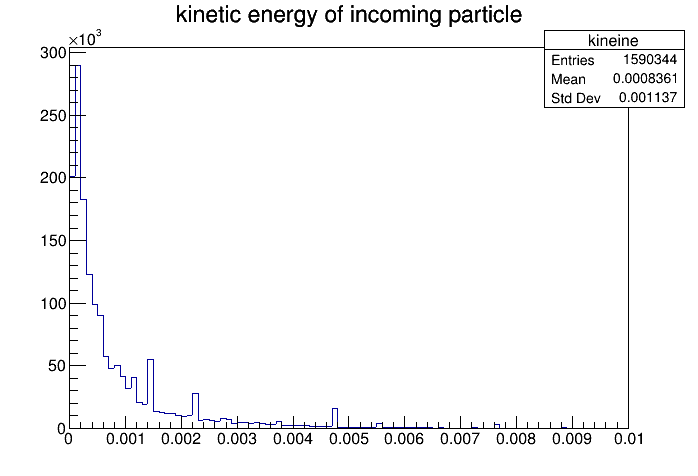 kinetic energy of incoming particle
×10³
kineine
Entries 1590344
Mean 0.0008361
Std Dev 0.001137
300
250
200
150
100
50
0
0 0.001 0.002 0.003 0.004 0.005 0.006 0.007 0.008 0.009 0.01